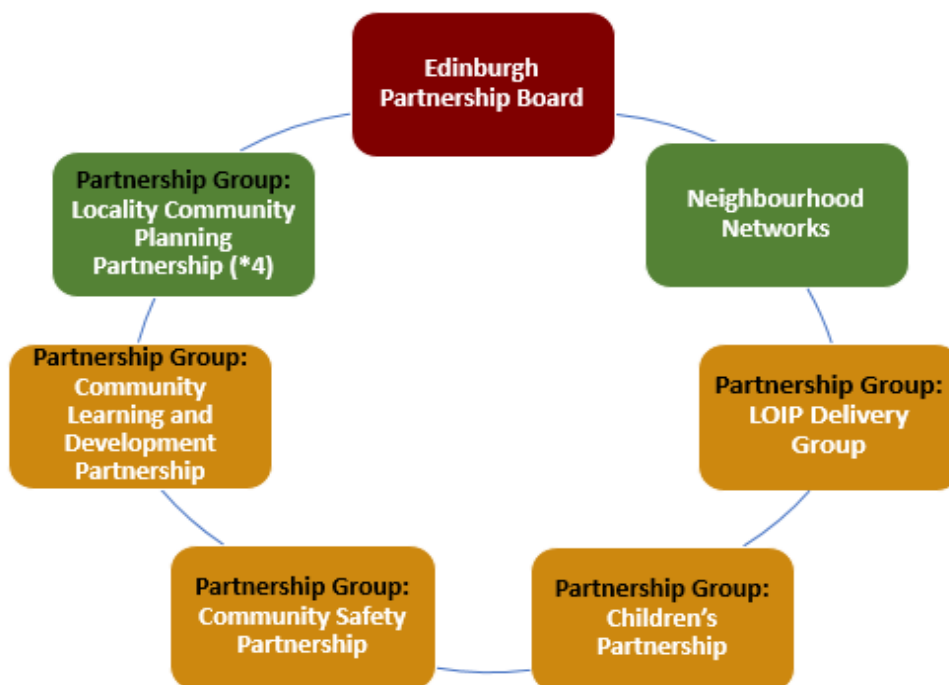 Edinburgh
Partnership Board
Neighbourhood
Networks
Partnership Group:
LOIP Delivery
Group
Partnership Group:
Children’s
Partnership
Partnership Group:
Community Safety
Partnership
Partnership Group:
Community
Learning and
Development
Partnership
Partnership Group:
Locality Community
Planning
Partnership (*4)